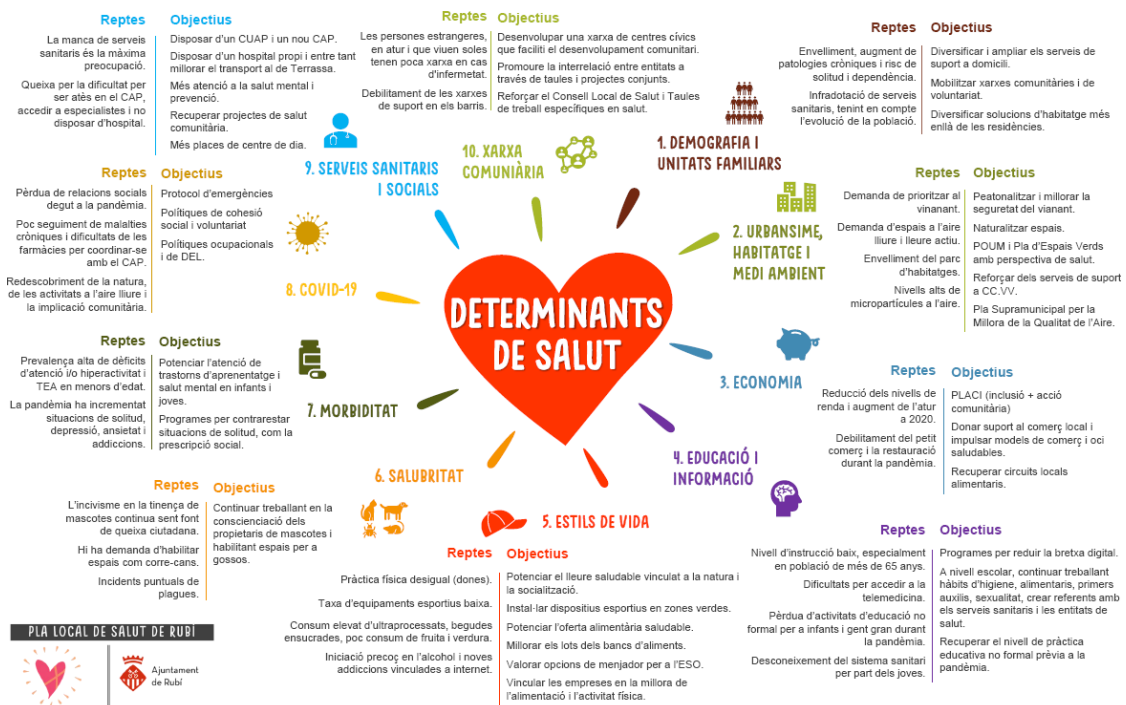 Reptes
Objectius
La manca de serveis
sanitaris és la màxima
preocupació.
Queixa per la dificultat per
ser atès en el CAP,
accedir a especialistes i no
disposar d'hospital.
Disposar d'un CUAP i un nou CAP.
Disposar d'un hospital propi i entre tant
millorar el transport al de Terrassa.
Més atenció a la salut mental i
prevenció.
Recuperar projectes de salut
comunitària.
Més places de centre de dia.
9. SERVEIS SANITARIS
I SOCIALS
Reptes
Objectius
Les persones estrangeres,
en atur i que viuen soles
tenen poca xarxa en cas
d'infermetat.
Debilitament de les xarxes
de suport en els barris.
Desenvolupar una xarxa de centres cívics
que faciliti el desenvolupament comunitari.
Promoure la interrelació entre entitats a
través de taules i projectes conjunts.
Reforçar el Consell Local de Salut i Taules
de treball específiques en salut.
10. XARXA
COMUNIÀRIA
Reptes
Objectius
Envelliment, augment de
patologies cròniques i risc de
solitud i dependència.
Infradotació de serveis
sanitaris, tenint en compte
l'evolució de la població.
Diversificar i ampliar els serveis de
suport a domicili.
Mobilitzar xarxes comunitàries i de
voluntariat.
Diversificar solucions d'habitatge més
enllà de les residències.
1. DEMOGRAFIA I
UNITATS FAMILIARS
Reptes
Objectius
Demanda de prioritzar al
vinanant.
Demanda d'espais a l'aire
lliure i lleure actiu.
Envelliment del parc
d'habitatges.
Nivells alts de
micropartícules a l'aire.
Peatonalitzar i millorar la
seguretat del vianant.
Naturalitzar espais.
POUM i Pla d'Espais Verds
amb perspectiva de salut.
Reforçar dels serveis de suport
a CC.VV.
Pla Supramunicipal per la
Millora de la Qualitat de l'Aire.
2. URBANSIME,
HABITATGE I
MEDI AMBIENT
Reptes
Objectius
Pèrdua de relacions socials
degut a la pandèmia.
Poc seguiment de malalties
cròniques i dificultats de les
farmàcies per coordinar-se
amb el CAP.
Redescobriment de la natura,
de les activitats a l'aire lliure i
la implicació comunitària.
Protocol d'emergències
Polítiques de cohesió
social i voluntariat
Polítiques ocupacionals
i de DEL.
8. COVID-19
DETERMINANTS
DE SALUT
Reptes
Objectius
Reducció dels nivells de
renda i augment de l'atur
a 2020.
Debilitament del petit
comerç i la restauració
durant la pandèmia.
PLACI (inclusió + acció
comunitària)
Donar suport al comerç local i
impulsar models de comerç i oci
saludables.
Recuperar circuits locals
alimentaris.
3. ECONOMIA
Reptes
Objectius
Prevalença alta de dèficits
d'atenció i/o hiperactivitat i
TEA en menors d'edat.
La pandèmia ha incrementat
situacions de solitud,
depressió, ansietat i
addiccions.
Potenciar l'atenció de
trastorns d'aprenentatge i
salut mental en infants i
joves.
Programes per contrarestar
situacions de solitud, com la
prescripció social.
7. MORBIDITAT
6. SALUBRITAT
Reptes
Objectius
L'incivisme en la tinença de
mascotes continua sent font
de queixa ciutadana.
Hi ha demanda d'habilitar
espais com corre-cans.
Incidents puntuals de
plagues.
Continuar treballant en la
conscienciació dels
propietaris de mascotes i
habilitant espais per a
gossos.
4. EDUCACIÓ I
INFORMACIÓ
Reptes
Objectius
Nivell d'instrucció baix, especialment
en població de més de 65 anys.
Dificultats per accedir a la
telemedicina.
Pèrdua d'activitats d'educació no
formal per a infants i gent gran durant
la pandèmia.
Desconeixement del sistema sanitari
per part dels joves.
Programes per reduir la bretxa digital.
A nivell escolar, continuar treballant
hàbits d'higiene, alimentaris, primers
auxilis, sexualitat, crear referents amb
els serveis sanitaris i les entitats de
salut.
Recuperar el nivell de pràctica
educativa no formal prèvia a la
pandèmia.
5. ESTILS DE VIDA
Reptes
Objectius
Pràctica física desigual (dones).
Taxa d'equipaments esportius baixa.
Consum elevat d'ultraprocessats, begudes
ensucrades, poc consum de fruita i verdura.
Iniciació precoç en l'alcohol i noves
addiccions vinculades a internet.
Potenciar el lleure saludable vinculat a la natura i
la socialització.
Instal·lar dispositius esportius en zones verdes.
Potenciar l'oferta alimentària saludable.
Millorar els lots dels bancs d'aliments.
Valorar opcions de menjador per a l'ESO.
Vincular les empreses en la millora de
l'alimentació i l'activitat física.
PLA LOCAL DE SALUT DE RUBÍ
Ajuntament
de Rubí